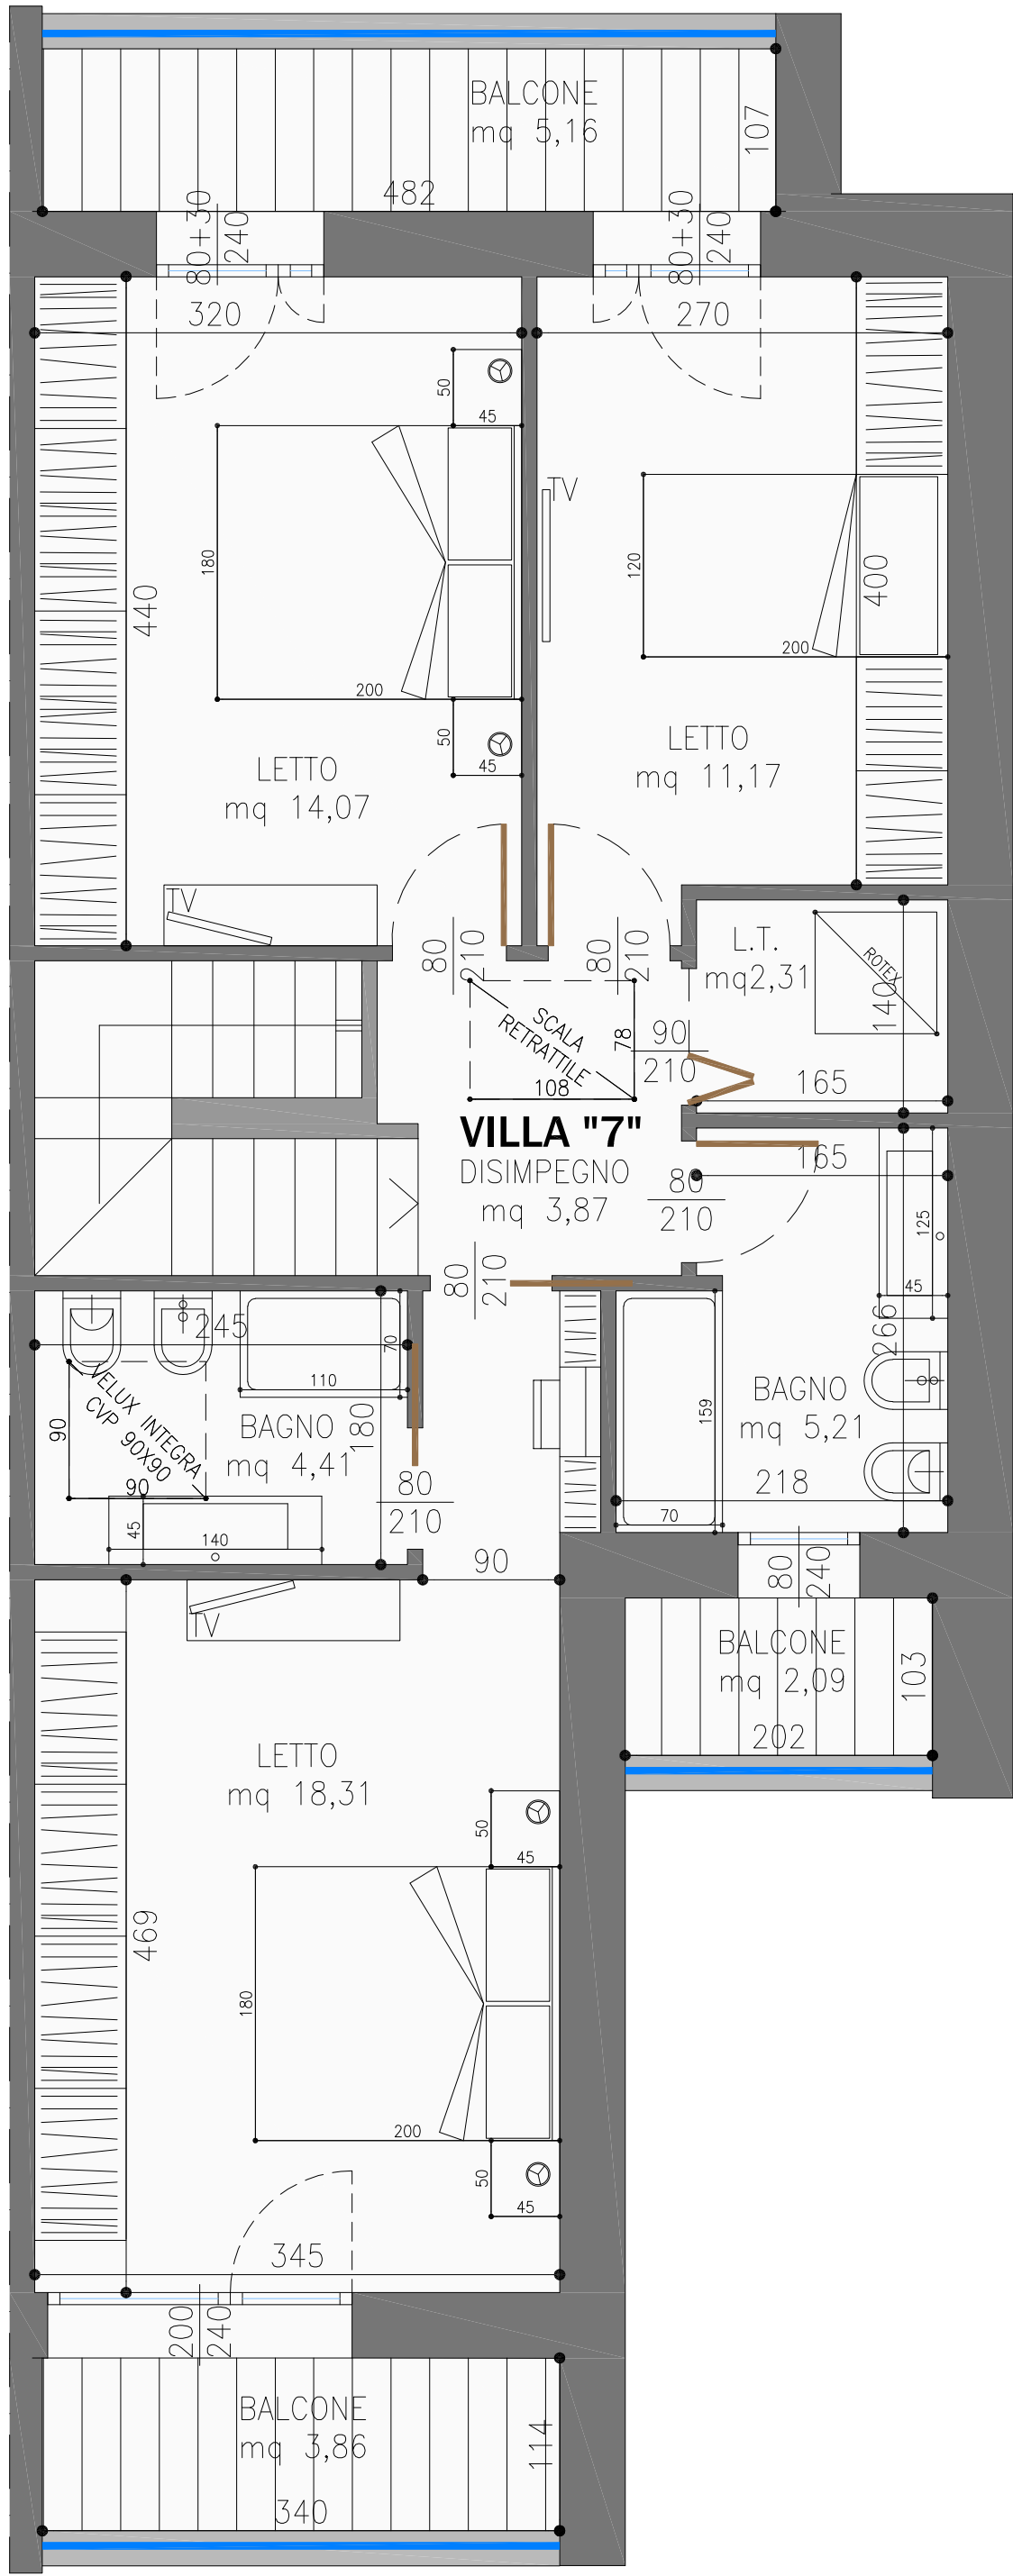 BALCONE
mq 5,16
107
482
80+30
240
80+30
240
320
270
50
45
TV
180
120
440
400
200
200
50
45
LETTO
mq 11,17
LETTO
mq 14,07
TV
80
210
80
210
L.T.
mq2,31
ROTEX
140
SCALA
RETRATTILE
78
108
90
210
165
VILLA "7"
DISIMPEGNO
mq 3,87
165
80
210
125
45
80
210
245
70
110
266
VELUX INTEGRA
CVP 90X90
90
90
BAGNO
mq 4,41
180
BAGNO
mq 5,21
159
218
70
45
140
80
210
90
80
240
TV
BALCONE
mq 2,09
103
202
LETTO
mq 18,31
50
45
469
180
200
50
45
345
200
240
BALCONE
mq 3,86
114
340